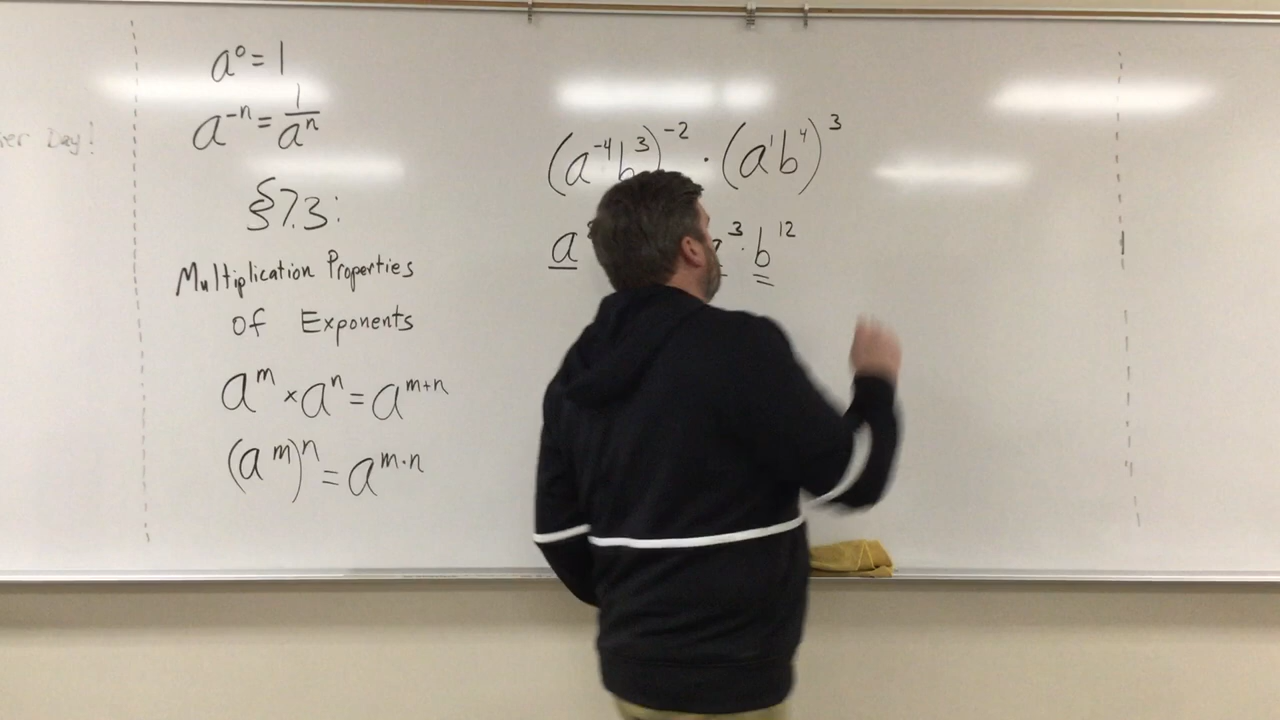 Day!
a⁰ = 1
a⁻ⁿ = 1/aⁿ
§7.3:
Multiplication Properties
of Exponents
aᵐ × aⁿ = aᵐ⁺ⁿ
(aᵐ)ⁿ = aᵐ·ⁿ
(a⁻⁴b³)⁻² · (a¹b⁴)³
a ³ · b¹²